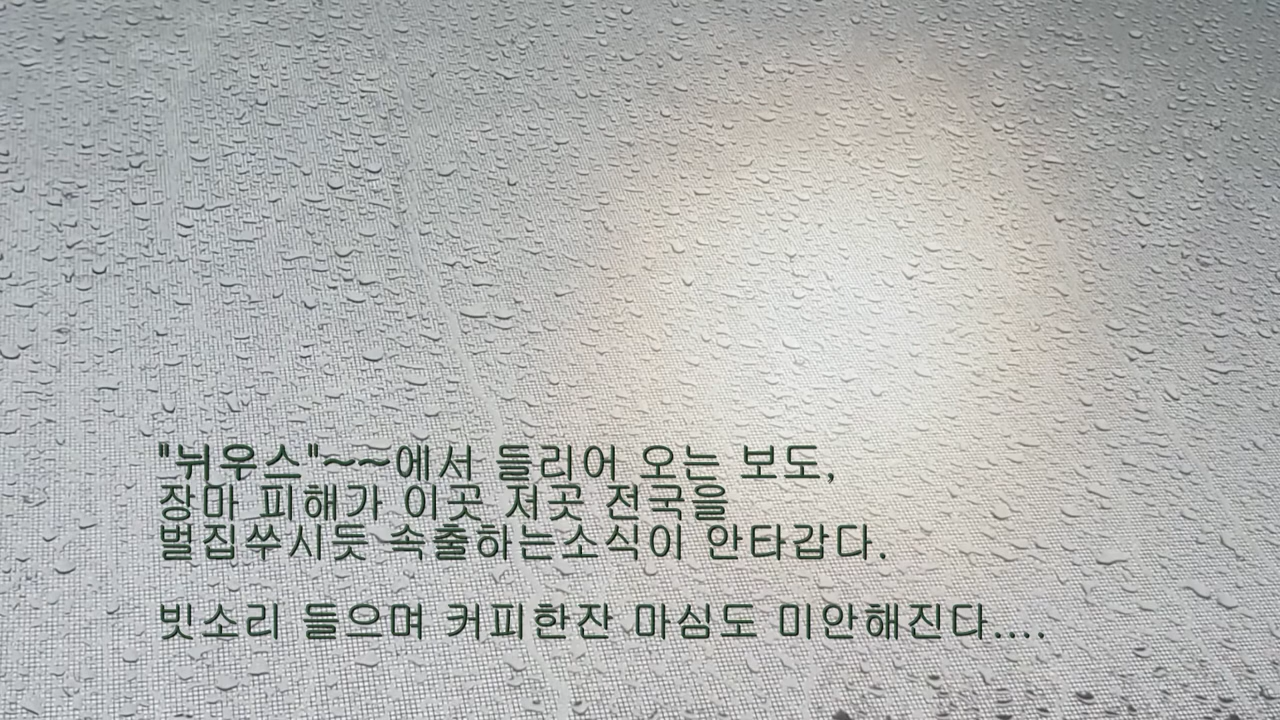 "뉘우스"~~에서 들리어 오는 보도,
장마 피해가 이곳 저곳 전국을
벌집쑤시듯 속출하는소식이 안타갑다.
빗소리 들으며 커피한잔 마심도 미안해진다....